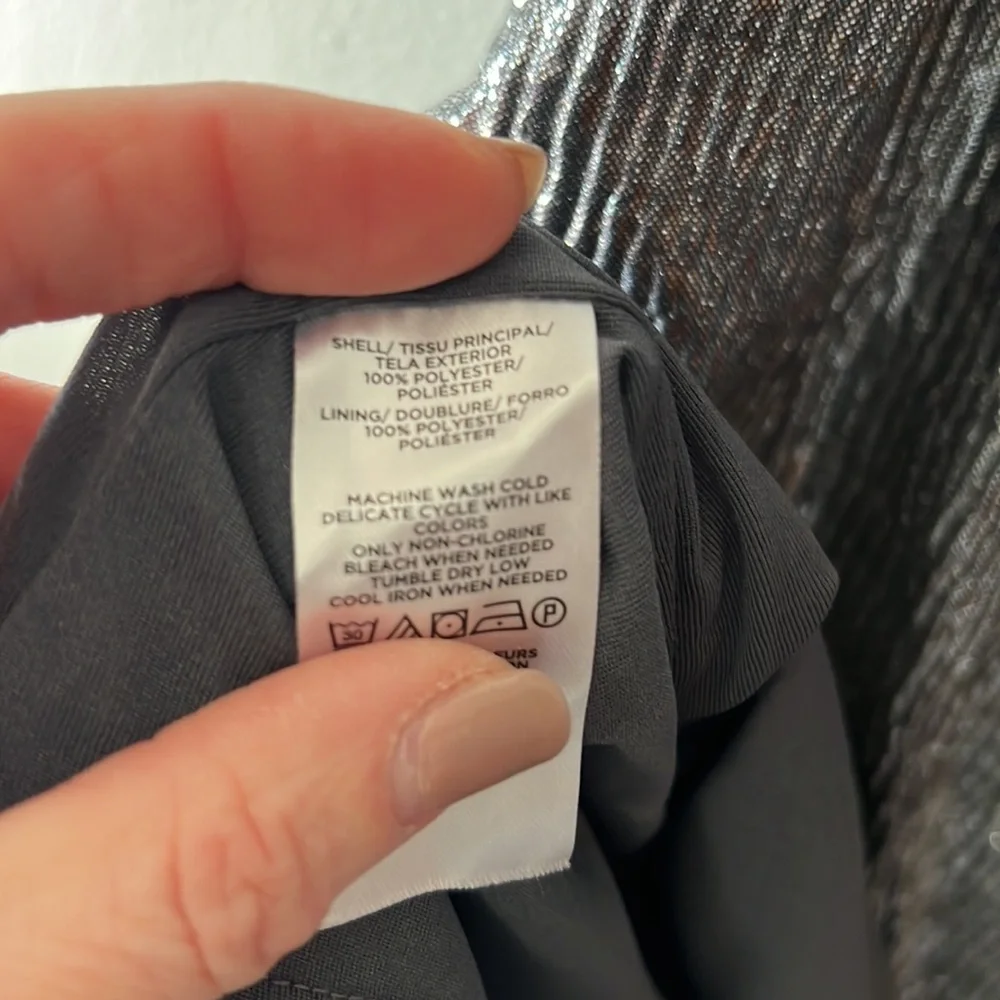 SHELL/ TISSU PRINCIPAL/
TELA EXTERIOR
100% POLYESTER/
POLIÉSTER
LINING/ DOUBLURE/ FORRO
100% POLYESTER/
POLIÉSTER
MACHINE WASH COLD
DELICATE CYCLE WITH LIKE
COLORS
ONLY NON-CHLORINE
BLEACH WHEN NEEDED
TUMBLE DRY LOW
COOL IRON WHEN NEEDED
30 P